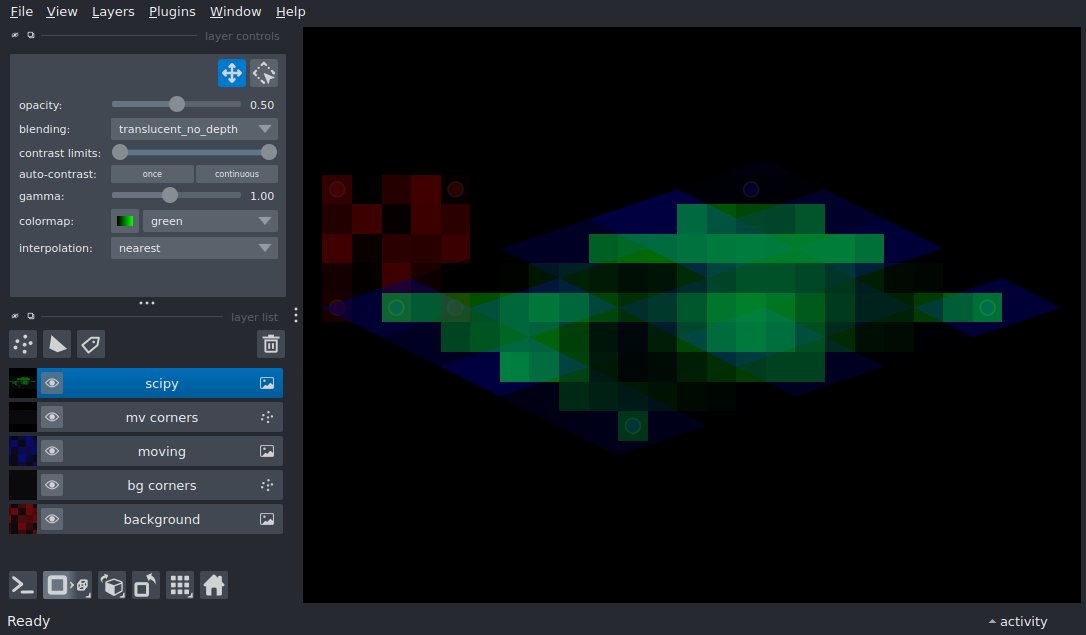 File View Layers Plugins Window Help
layer controls
opacity: 0.50
blending: translucent_no_depth
contrast limits:
auto-contrast: once continuous
gamma: 1.00
colormap: green
interpolation: nearest
layer list
scipy
mv corners
moving
bg corners
background
Ready
activity